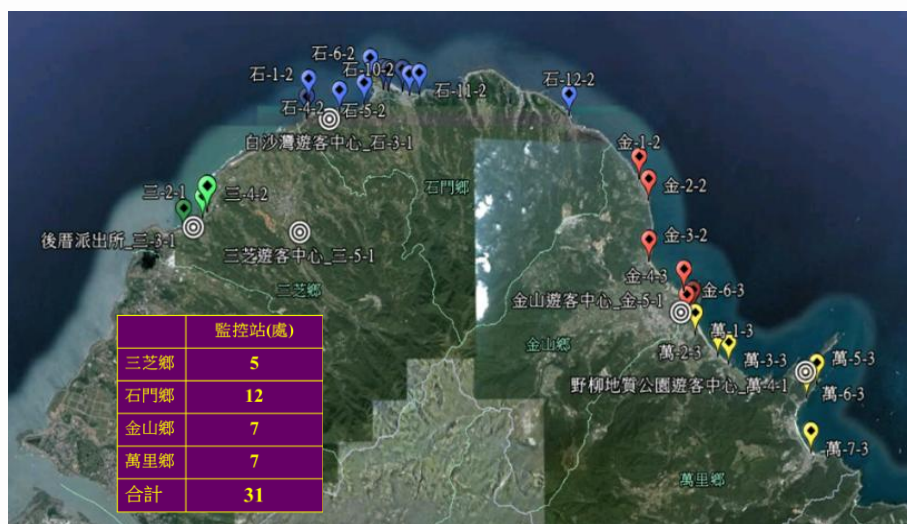 石-6-2
石-1-2
石-10-2
石-12-2
石-11-2
石-4-2
石-5-2
白沙灣遊客中心_石-3-1
金-1-2
石門鄉
金-2-2
三-2-1
三-4-2
後厝派出所_三-3-1
三芝遊客中心_三-5-1
金-3-2
金-4-3
三芝鄉
金山遊客中心_金-5-1
金-6-3
萬-1-3
金山鄉
萬-2-3
萬-3-3
萬-5-3
野柳地質公園遊客中心_萬-4-1
萬-6-3
萬-7-3
萬里鄉
監控站(處)
三芝鄉 5
石門鄉 12
金山鄉 7
萬里鄉 7
合計 31